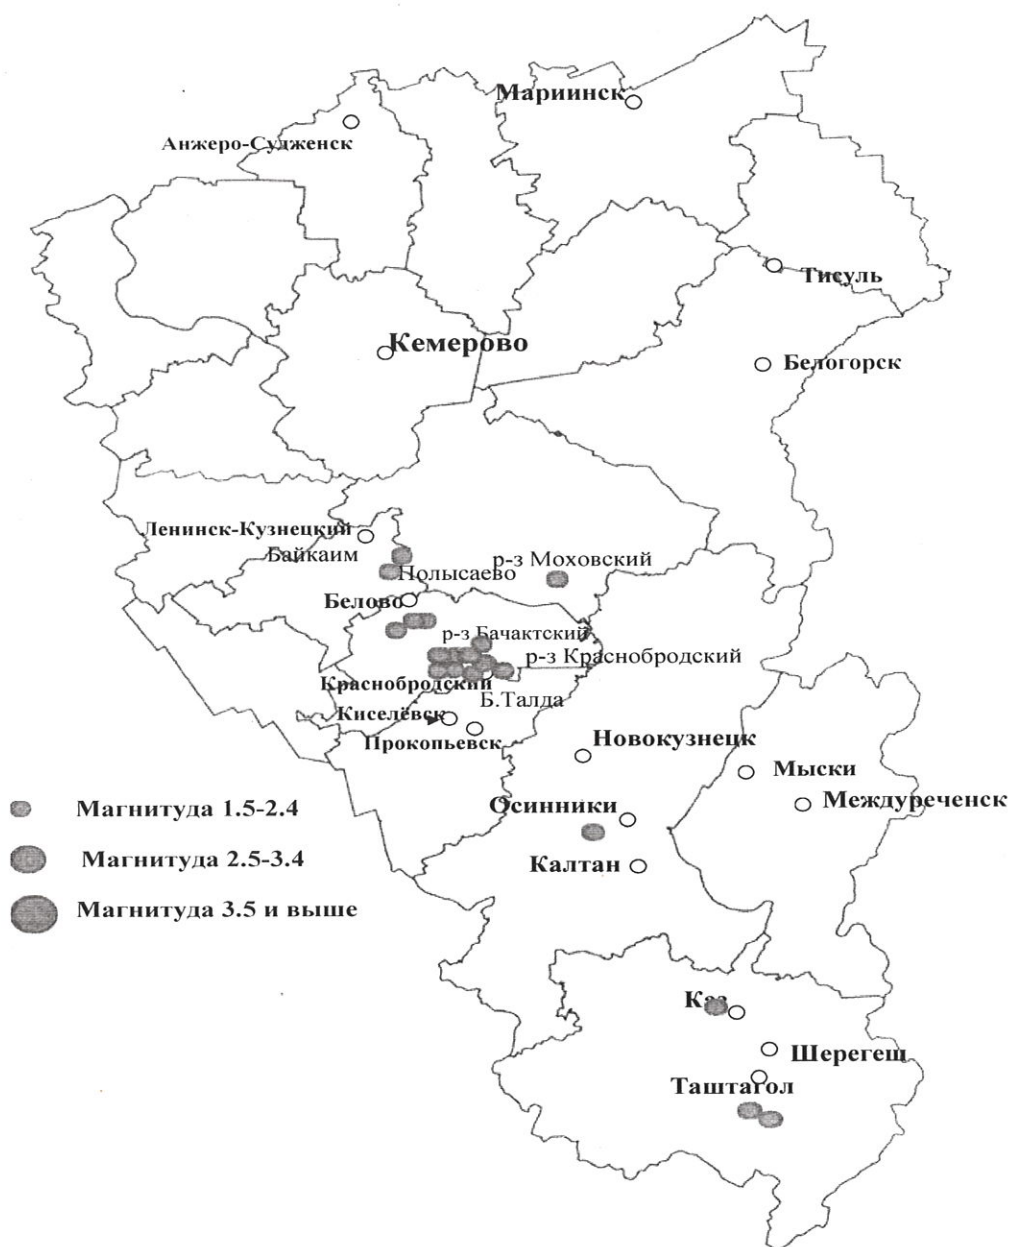 Мариинск
Анжеро-Судженск
Тисуль
Кемерово
Белогорск
Ленинск-Кузнецкий
Байкаим
р-з Моховский
Полысаево
Белово
р-з Бачактский
р-з Краснобродский
Краснобродский
Б.Талда
Киселёвск
Прокопьевск
Новокузнецк
Мыски
Междуреченск
Осинники
Магнитуда 1.5-2.4
Магнитуда 2.5-3.4
Калтан
Магнитуда 3.5 и выше
Каз
Шерегеш
Таштагол